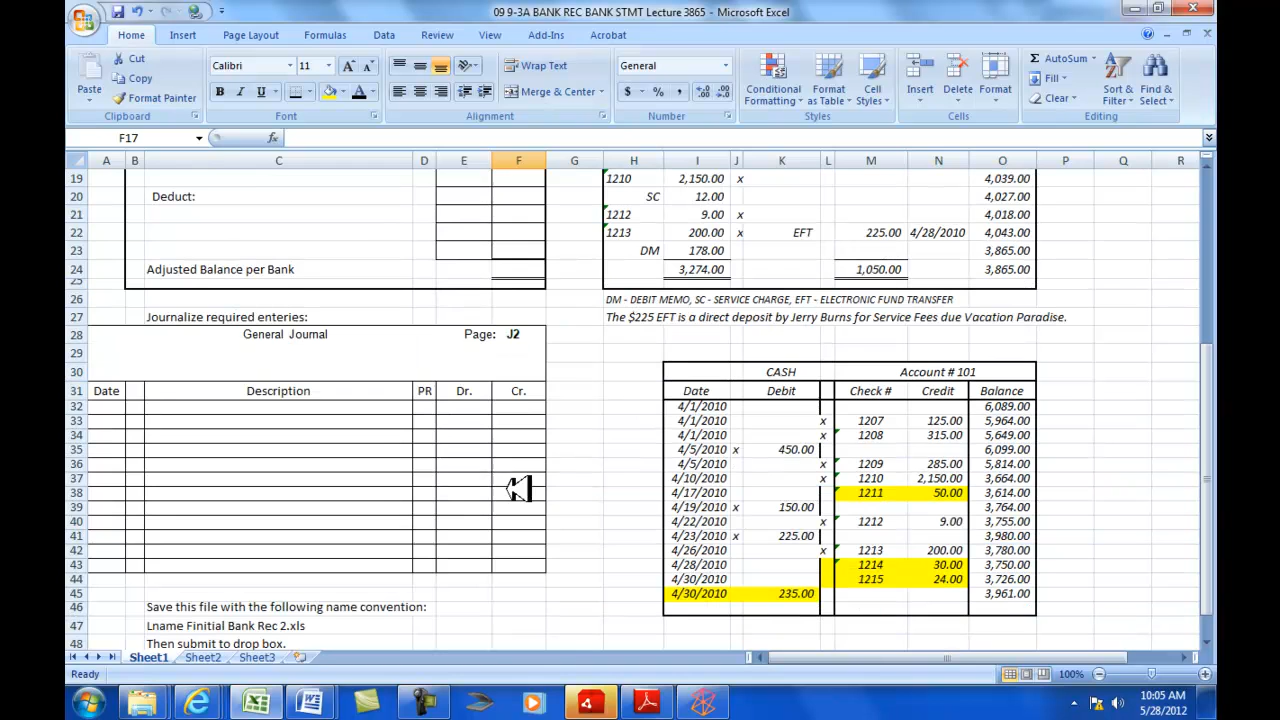 09 9-3A BANK REC BANK STMT Lecture 3865 - Microsoft Excel
Home Insert Page Layout Formulas Data Review View Add-Ins Acrobat
Cut
Copy
Format Painter
Paste
Clipboard
Calibri 11
B I U
Font
Wrap Text
Merge & Center
Alignment
General
$ % ,
Number
Conditional Formatting
Format as Table
Cell Styles
Styles
Insert Delete Format
Cells
AutoSum
Fill
Clear
Sort & Filter
Find & Select
Editing
F17 fx
A B C D E F G H I J K L M N O P Q R
19 1210 2,150.00 x 4,039.00
20 Deduct: SC 12.00 4,027.00
21 1212 9.00 x 4,018.00
22 1213 200.00 x EFT 225.00 4/28/2010 4,043.00
23 DM 178.00 3,865.00
24 Adjusted Balance per Bank 3,274.00 1,050.00 3,865.00
25
26 DM - DEBIT MEMO, SC - SERVICE CHARGE, EFT - ELECTRONIC FUND TRANSFER
27 Journalize required enteries: The $225 EFT is a direct deposit by Jerry Burns for Service Fees due Vacation Paradise.
28 General Journal Page: J2
29
30 CASH Account # 101
31 Date Description PR Dr. Cr. Date Debit Check # Credit Balance
32 4/1/2010 6,089.00
33 4/1/2010 x 1207 125.00 5,964.00
34 4/1/2010 x 1208 315.00 5,649.00
35 4/5/2010 x 450.00 6,099.00
36 4/5/2010 x 1209 285.00 5,814.00
37 4/10/2010 x 1210 2,150.00 3,664.00
38 4/17/2010 1211 50.00 3,614.00
39 4/19/2010 x 150.00 3,764.00
40 4/22/2010 x 1212 9.00 3,755.00
41 4/23/2010 x 225.00 3,980.00
42 4/26/2010 x 1213 200.00 3,780.00
43 4/28/2010 1214 30.00 3,750.00
44 4/30/2010 1215 24.00 3,726.00
45 4/30/2010 235.00 3,961.00
46 Save this file with the following name convention:
47 Lname Finitial Bank Rec 2.xls
48 Then submit to drop box.
Sheet1 Sheet2 Sheet3
Ready 100%
10:05 AM
5/28/2012